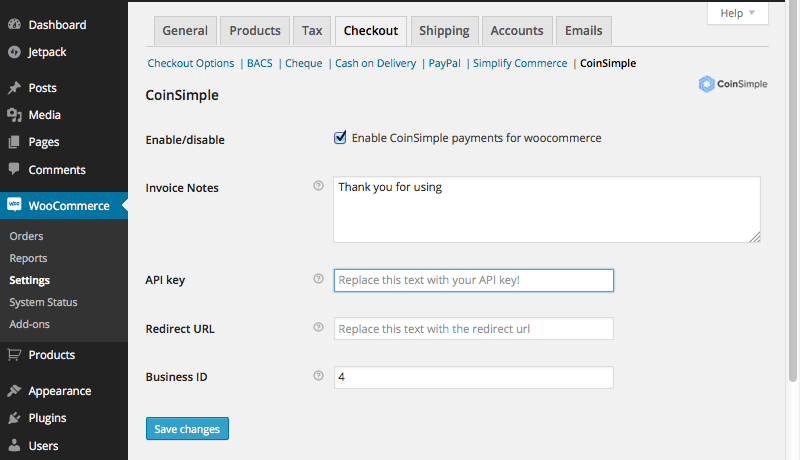 Dashboard
Jetpack
Posts
Media
Pages
Comments
Woo
WooCommerce
Orders
Reports
Settings
System Status
Add-ons
Products
Appearance
Plugins
Users
Help
General Products Tax Checkout Shipping Accounts Emails
Checkout Options | BACS | Cheque | Cash on Delivery | PayPal | Simplify Commerce | CoinSimple
CoinSimple
CoinSimple
Enable/disable
Enable CoinSimple payments for woocommerce
Invoice Notes ?
Thank you for using
API key ?
Replace this text with your API key!
Redirect URL ?
Replace this text with the redirect url
Business ID ?
4
Save changes